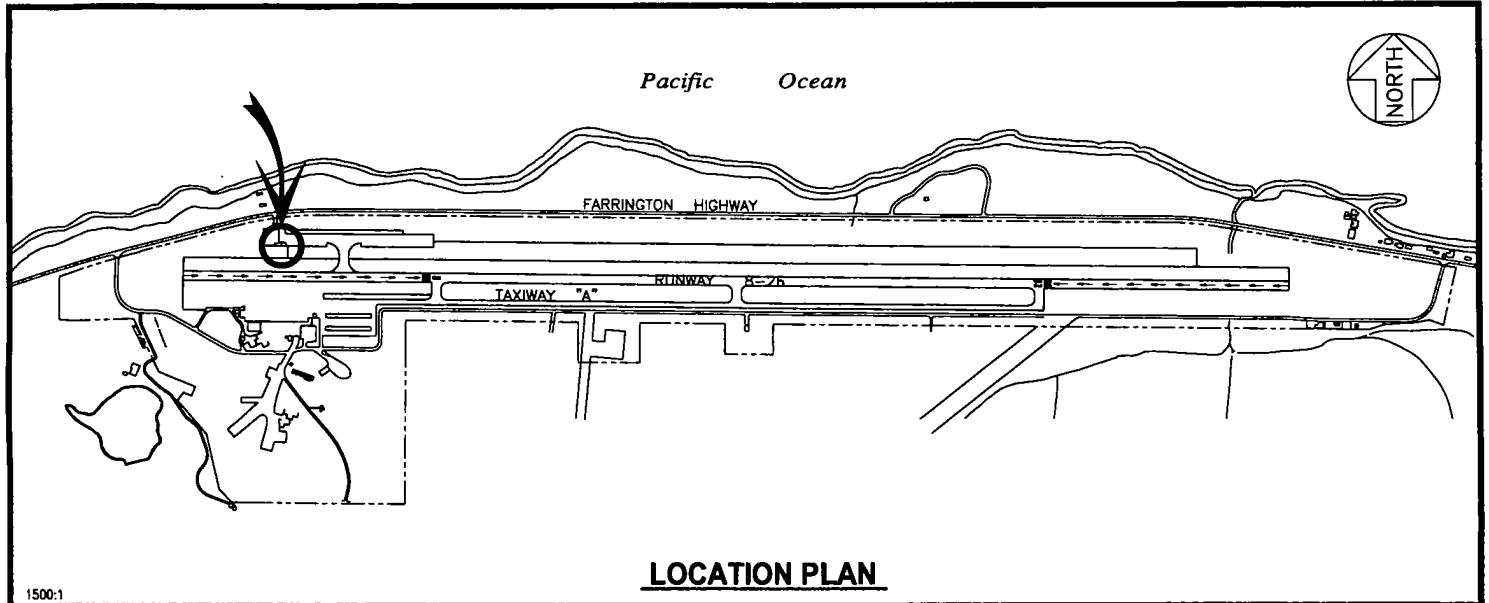 Pacific Ocean
NORTH
FARRINGTON HIGHWAY
RUNWAY 8-26
TAXIWAY "A"
LOCATION PLAN
1500:1